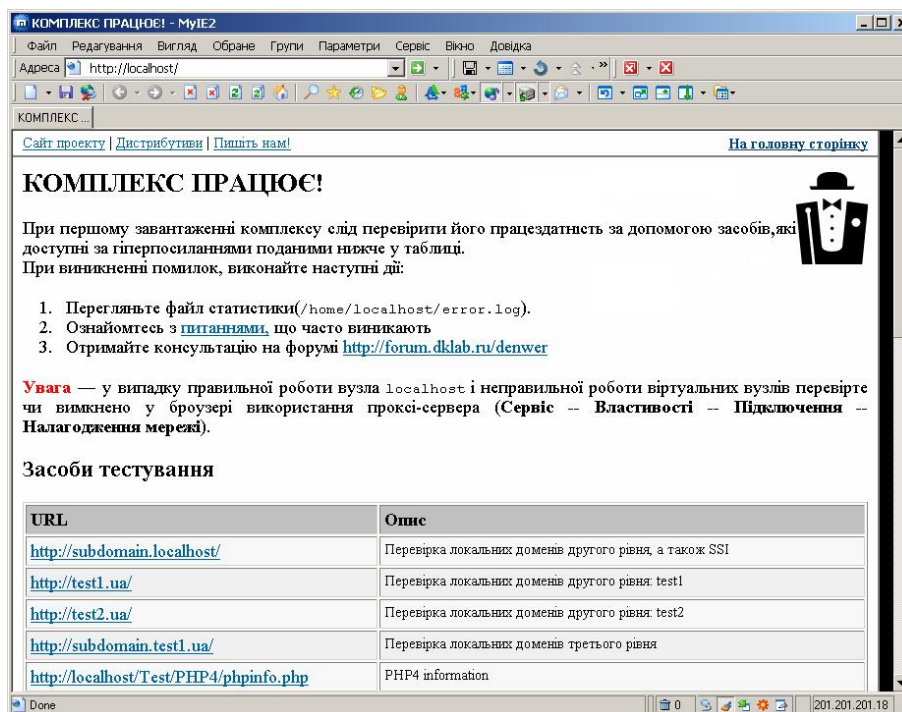 КОМПЛЕКС ПРАЦЮЄ! - MyIE2
Файл Редагування Вигляд Обране Групи Параметри Сервіс Вікно Довідка
Адреса http://localhost/
КОМПЛЕКС ...
Сайт проекту | Дистрибутиви | Пишіть нам!
На головну сторінку
КОМПЛЕКС ПРАЦЮЄ!
При першому завантаженні комплексу слід перевірити його працездатність за допомогою засобів,які
доступні за гіперпосиланнями поданими нижче у таблиці.
При виникненні помилок, виконайте наступні дії:
1. Перегляньте файл статистики(/home/localhost/error.log).
2. Ознайомтесь з питаннями, що часто виникають
3. Отримайте консультацію на форумі http://forum.dklab.ru/denwer
Увага — у випадку правильної роботи вузла localhost і неправильної роботи віртуальних вузлів перевірте
чи вимкнено у броузері використання проксі-сервера (Сервіс -- Властивості -- Підключення --
Налагодження мережі).
Засоби тестування
URL Опис
http://subdomain.localhost/ Перевірка локальних доменів другого рівня, а також SSI
http://test1.ua/ Перевірка локальних доменів другого рівня: test1
http://test2.ua/ Перевірка локальних доменів другого рівня: test2
http://subdomain.test1.ua/ Перевірка локальних доменів третього рівня
http://localhost/Test/PHP4/phpinfo.php PHP4 information
Done 0 201.201.201.18